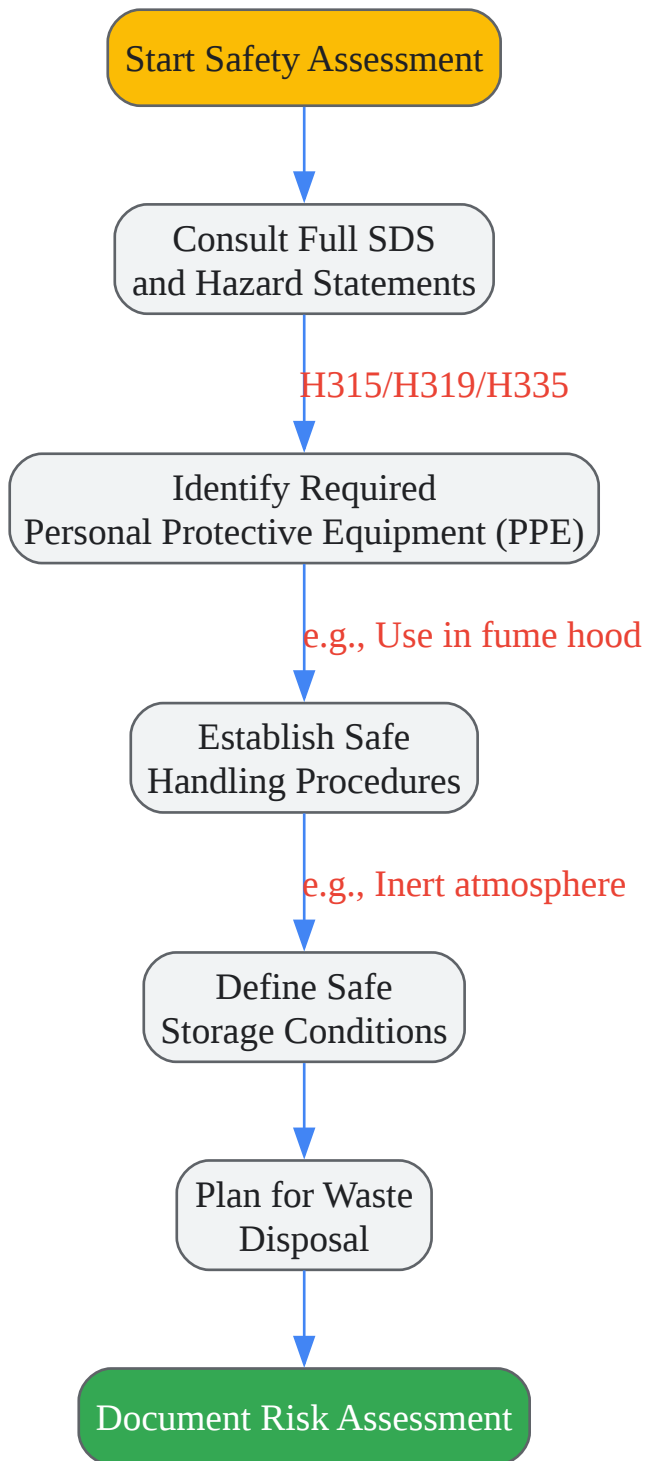 Start Safety Assessment
Consult Full SDS
and Hazard Statements
H315/H319/H335
Identify Required
Personal Protective Equipment (PPE)
e.g., Use in fume hood
Establish Safe
Handling Procedures
e.g., Inert atmosphere
Define Safe
Storage Conditions
Plan for Waste
Disposal
Document Risk Assessment